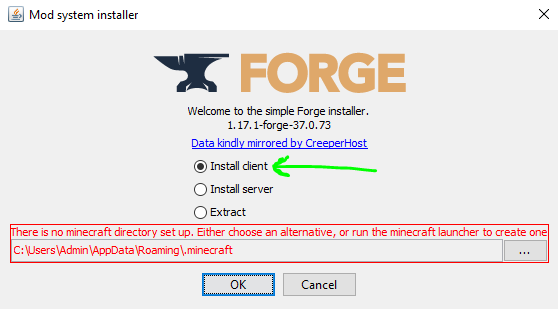 Mod system installer
FORGE
Welcome to the simple Forge installer.
1.17.1-forge-37.0.73
Data kindly mirrored by CreeperHost
Install client
Install server
Extract
There is no minecraft directory set up. Either choose an alternative, or run the minecraft launcher to create one
C:\Users\Admin\AppData\Roaming\.minecraft
...
OK
Cancel